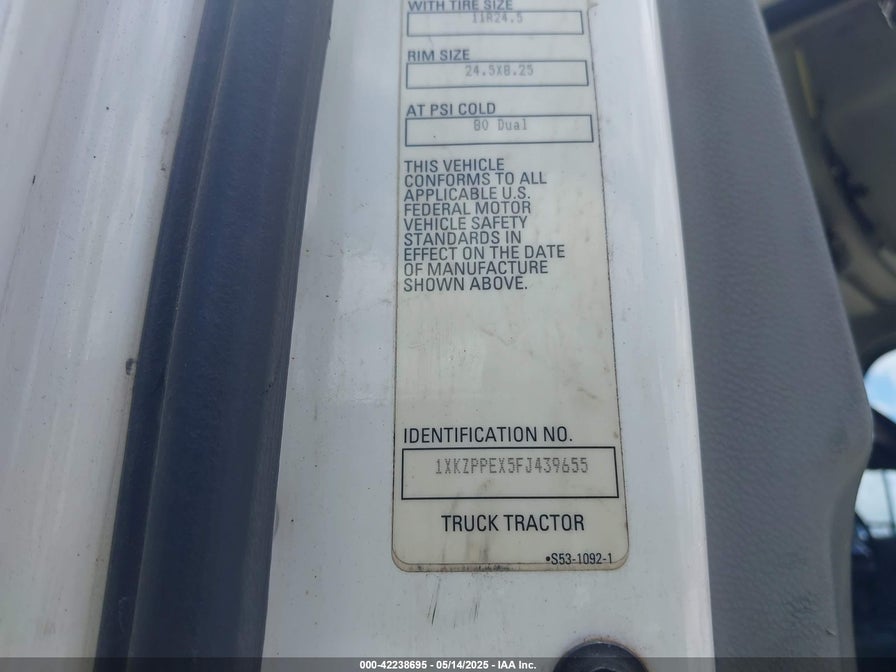 WITH TIRE SIZE
11R24.5
RIM SIZE
24.5X8.25
AT PSI COLD
80 Dual
THIS VEHICLE
CONFORMS TO ALL
APPLICABLE U.S.
FEDERAL MOTOR
VEHICLE SAFETY
STANDARDS IN
EFFECT ON THE DATE
OF MANUFACTURE
SHOWN ABOVE.
IDENTIFICATION NO.
1XKZPPEX5FJ439655
TRUCK TRACTOR
•S53-1092-1
000-42238695 - 05/14/2025 - IAA Inc.